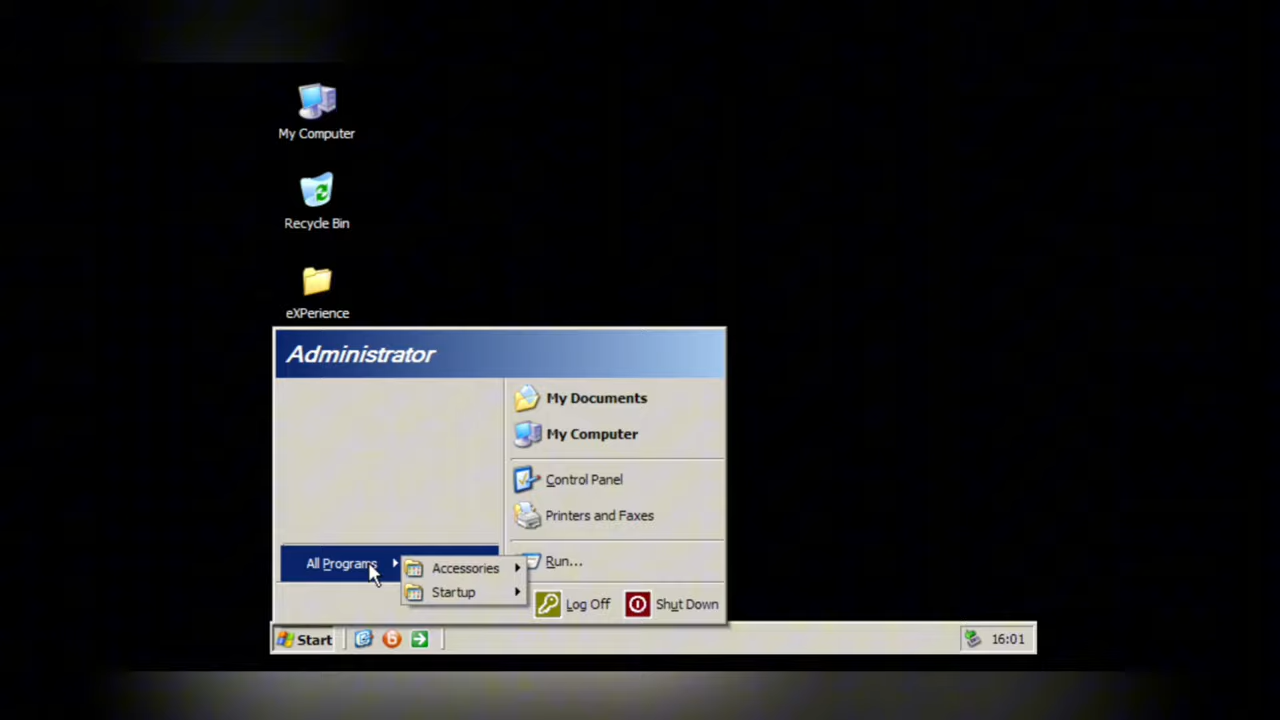 My Computer
Recycle Bin
eXPerience
Administrator
My Documents
My Computer
Control Panel
Printers and Faxes
Run...
All Programs
Accessories
Startup
Log Off
Shut Down
Start
16:01